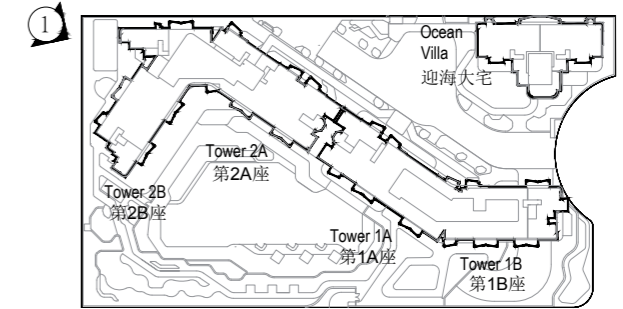 1
Ocean
Villa
迎海大宅
Tower 2A
第2A座
Tower 2B
第2B座
Tower 1A
第1A座
Tower 1B
第1B座